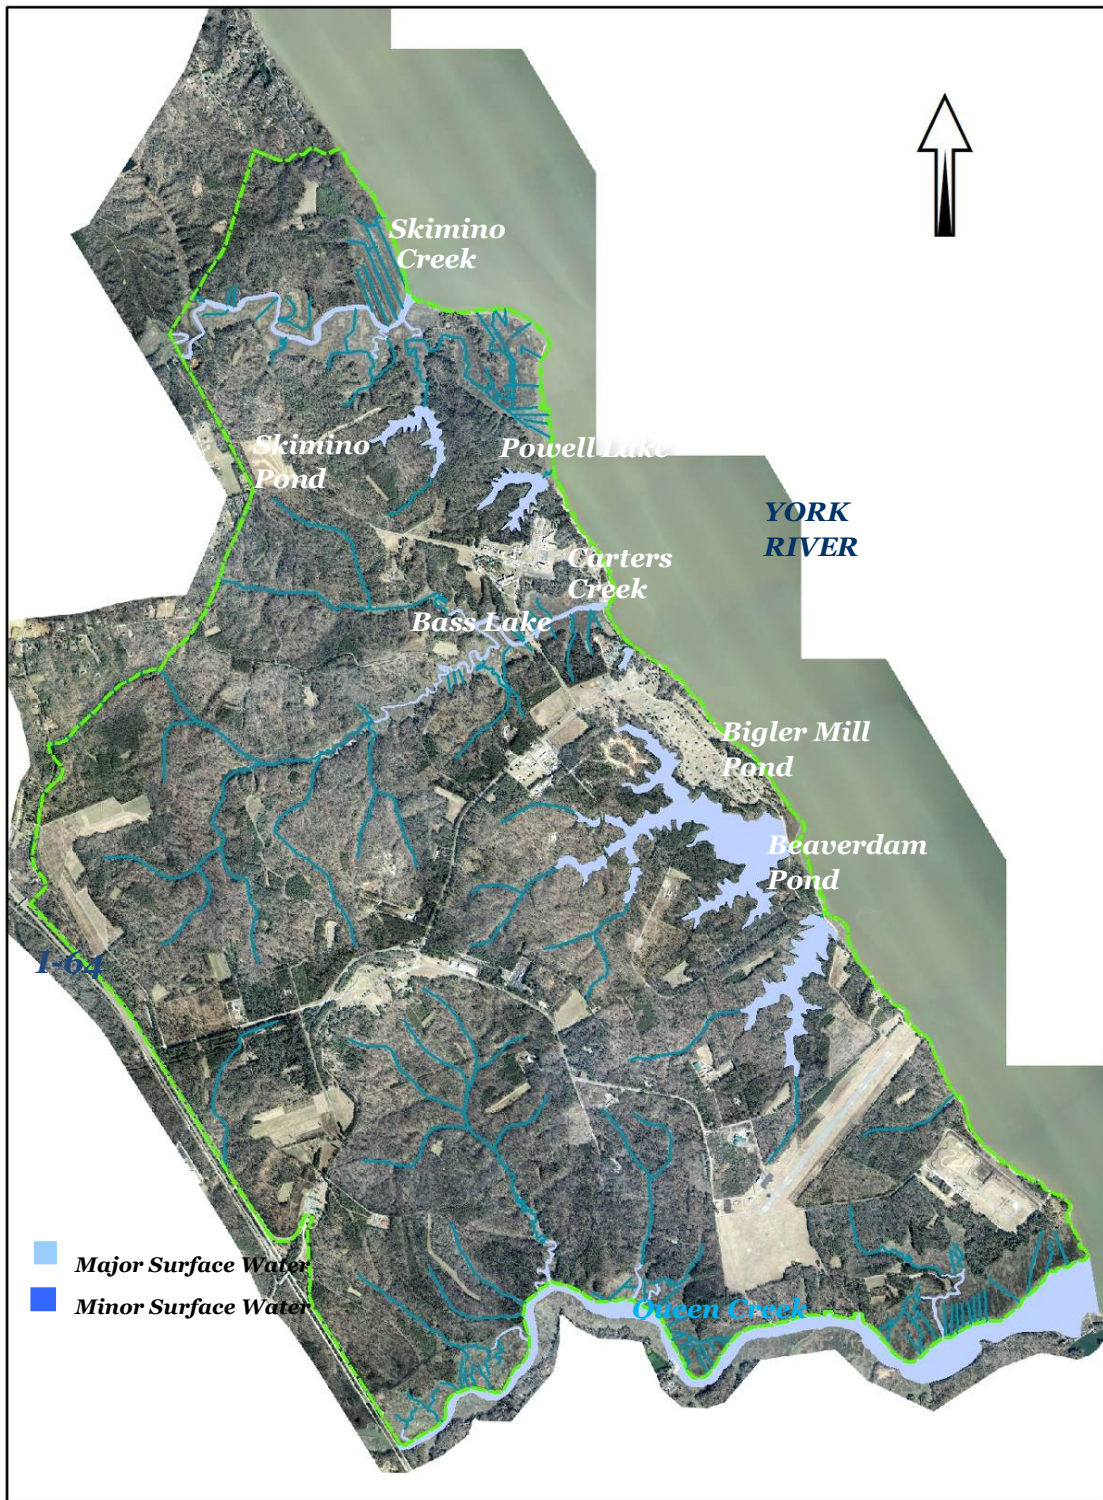 Skimino
Creek
Skimino
Pond
Powell Lake
YORK
RIVER
Carters
Creek
Bass Lake
Bigler Mill
Pond
Beaverdam
Pond
I-64
Major Surface Water
Minor Surface Water
Queen Creek